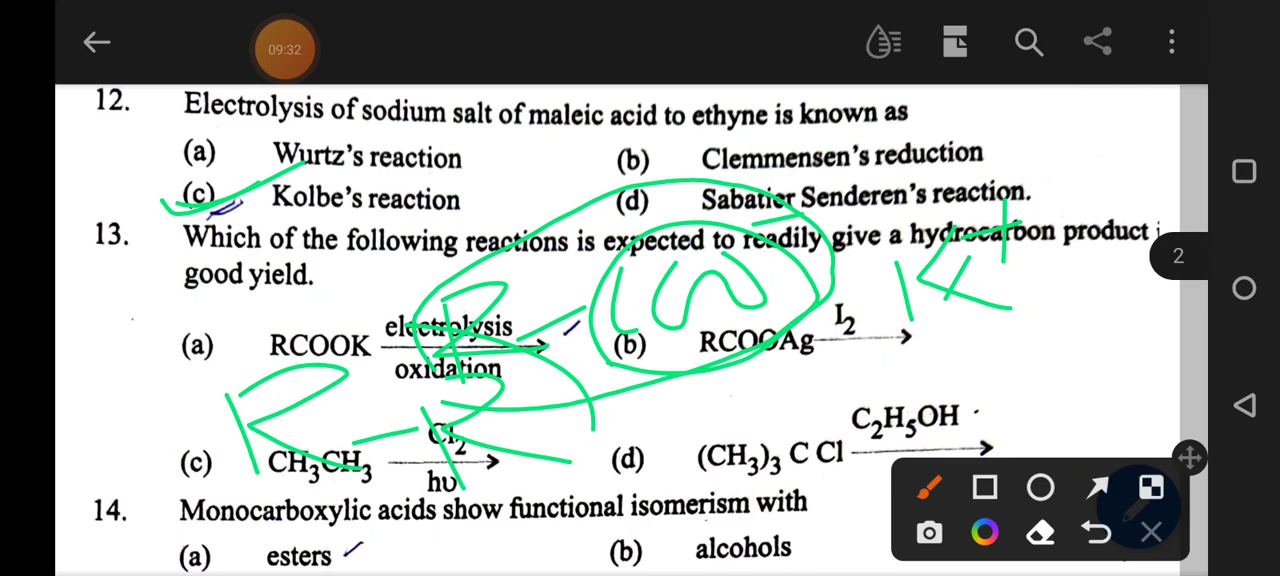 09:32
12. Electrolysis of sodium salt of maleic acid to ethyne is known as
(a) Wurtz's reaction (b) Clemmensen's reduction
(c) Kolbe's reaction (d) Sabatier Senderen's reaction.
13. Which of the following reactions is expected to readily give a hydrocarbon product i
2
good yield.
(a) RCOOK electrolysis oxidation (b) RCOOAg I₂
R – COO⁻ K⁺
R – R
(c) CH₃CH₃ Cl₂ hυ (d) (CH₃)₃ C Cl C₂H₅OH
14. Monocarboxylic acids show functional isomerism with
(a) esters (b) alcohols